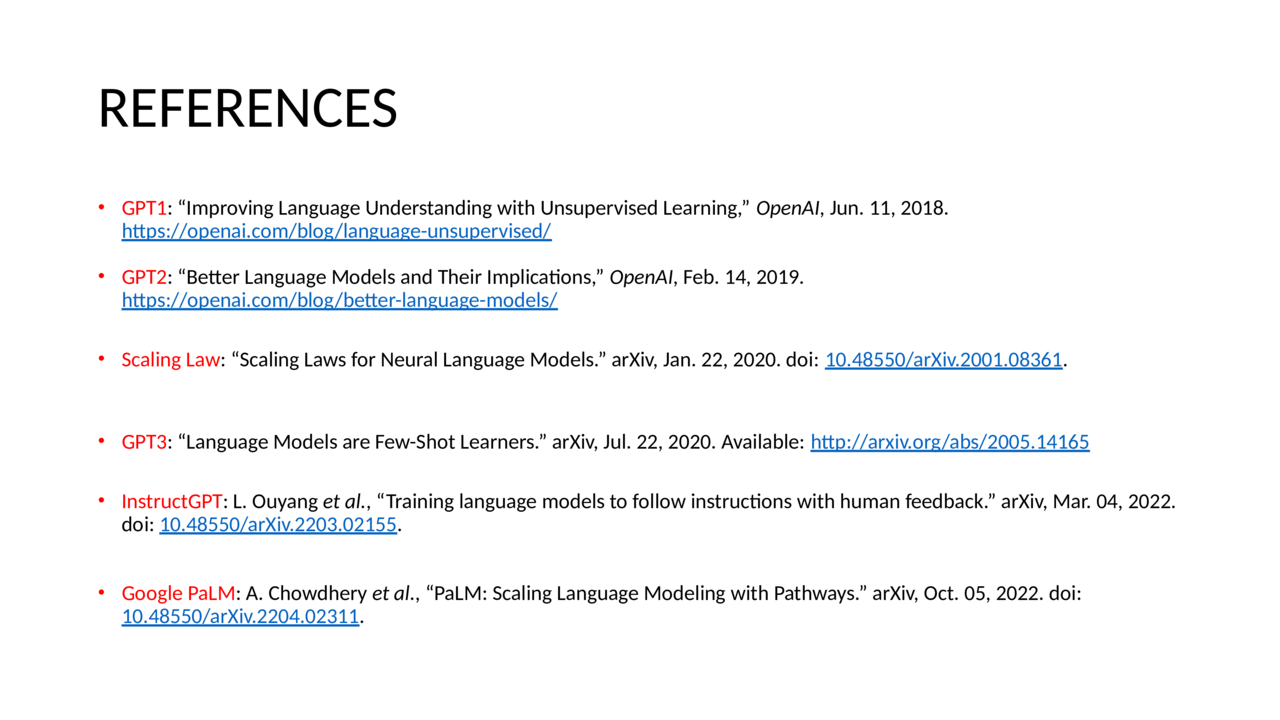 REFERENCES
• GPT1: “Improving Language Understanding with Unsupervised Learning,” OpenAI, Jun. 11, 2018.
https://openai.com/blog/language-unsupervised/
• GPT2: “Better Language Models and Their Implications,” OpenAI, Feb. 14, 2019.
https://openai.com/blog/better-language-models/
• Scaling Law: “Scaling Laws for Neural Language Models.” arXiv, Jan. 22, 2020. doi: 10.48550/arXiv.2001.08361.
• GPT3: “Language Models are Few-Shot Learners.” arXiv, Jul. 22, 2020. Available: http://arxiv.org/abs/2005.14165
• InstructGPT: L. Ouyang et al., “Training language models to follow instructions with human feedback.” arXiv, Mar. 04, 2022.
doi: 10.48550/arXiv.2203.02155.
• Google PaLM: A. Chowdhery et al., “PaLM: Scaling Language Modeling with Pathways.” arXiv, Oct. 05, 2022. doi:
10.48550/arXiv.2204.02311.